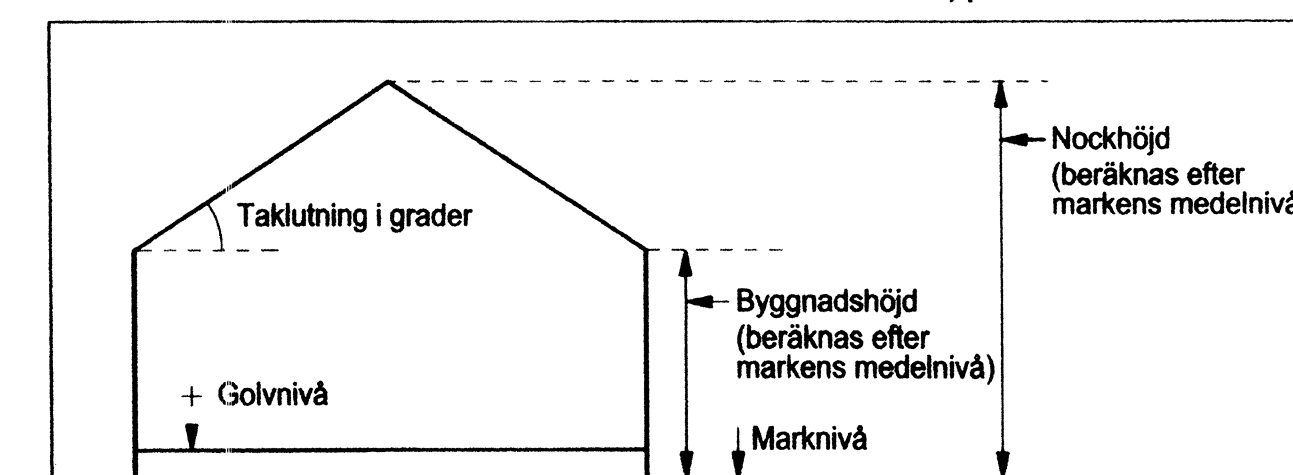 Nockhöjd
(beräknas efter
markens medelnivå
Taklutning i grader
Byggnadshöjd
(beräknas efter
markens medelnivå)
+ Golvnivå
Marknivå